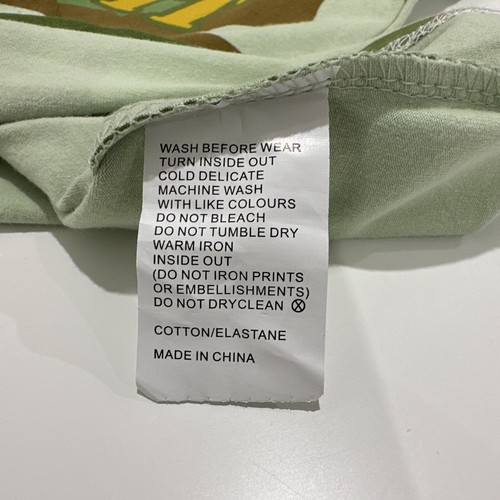 WASH BEFORE WEAR
TURN INSIDE OUT
COLD DELICATE
MACHINE WASH
WITH LIKE COLOURS
DO NOT BLEACH
DO NOT TUMBLE DRY
WARM IRON
INSIDE OUT
(DO NOT IRON PRINTS
OR EMBELLISHMENTS)
DO NOT DRYCLEAN
COTTON/ELASTANE
MADE IN CHINA